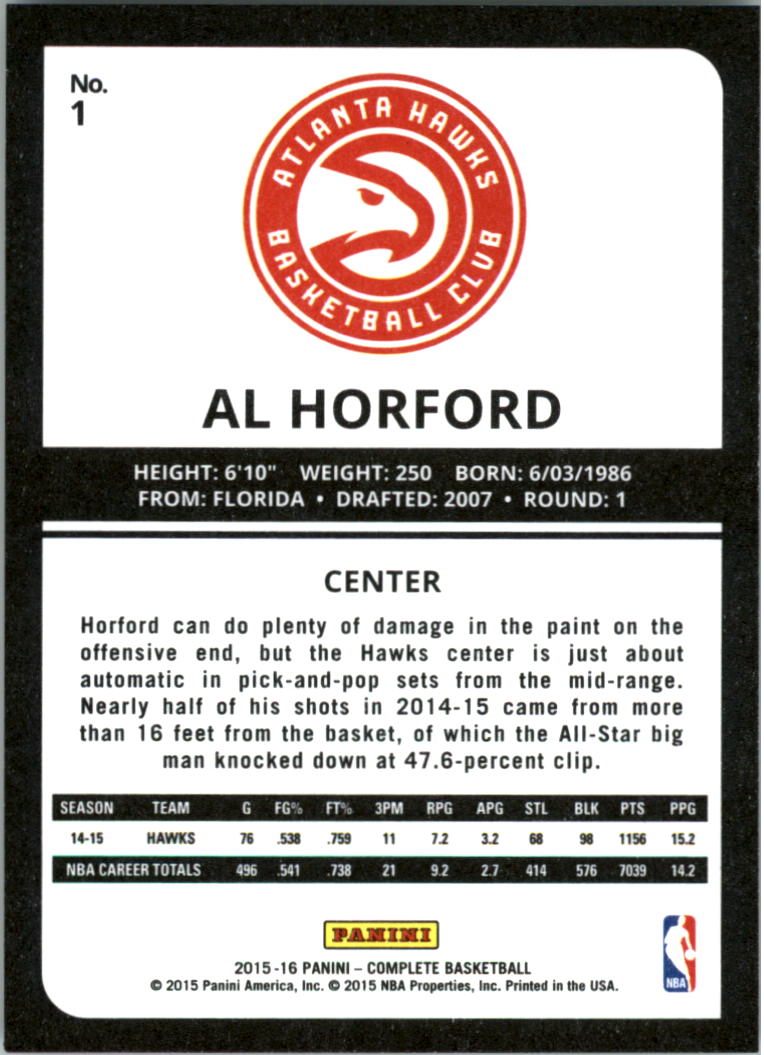 No.
1
ATLANTA HAWKS
BASKETBALL CLUB
AL HORFORD
HEIGHT: 6'10" WEIGHT: 250 BORN: 6/03/1986
FROM: FLORIDA • DRAFTED: 2007 • ROUND: 1
CENTER
Horford can do plenty of damage in the paint on the
offensive end, but the Hawks center is just about
automatic in pick-and-pop sets from the mid-range.
Nearly half of his shots in 2014-15 came from more
than 16 feet from the basket, of which the All-Star big
man knocked down at 47.6-percent clip.
SEASON TEAM G FG% FT% 3PM RPG APG STL BLK PTS PPG
14-15 HAWKS 76 .538 .759 11 7.2 3.2 68 98 1156 15.2
NBA CAREER TOTALS 496 .541 .738 21 9.2 2.7 414 576 7039 14.2
PANINI
NBA
2015-16 PANINI – COMPLETE BASKETBALL
© 2015 Panini America, Inc. © 2015 NBA Properties, Inc. Printed in the USA.